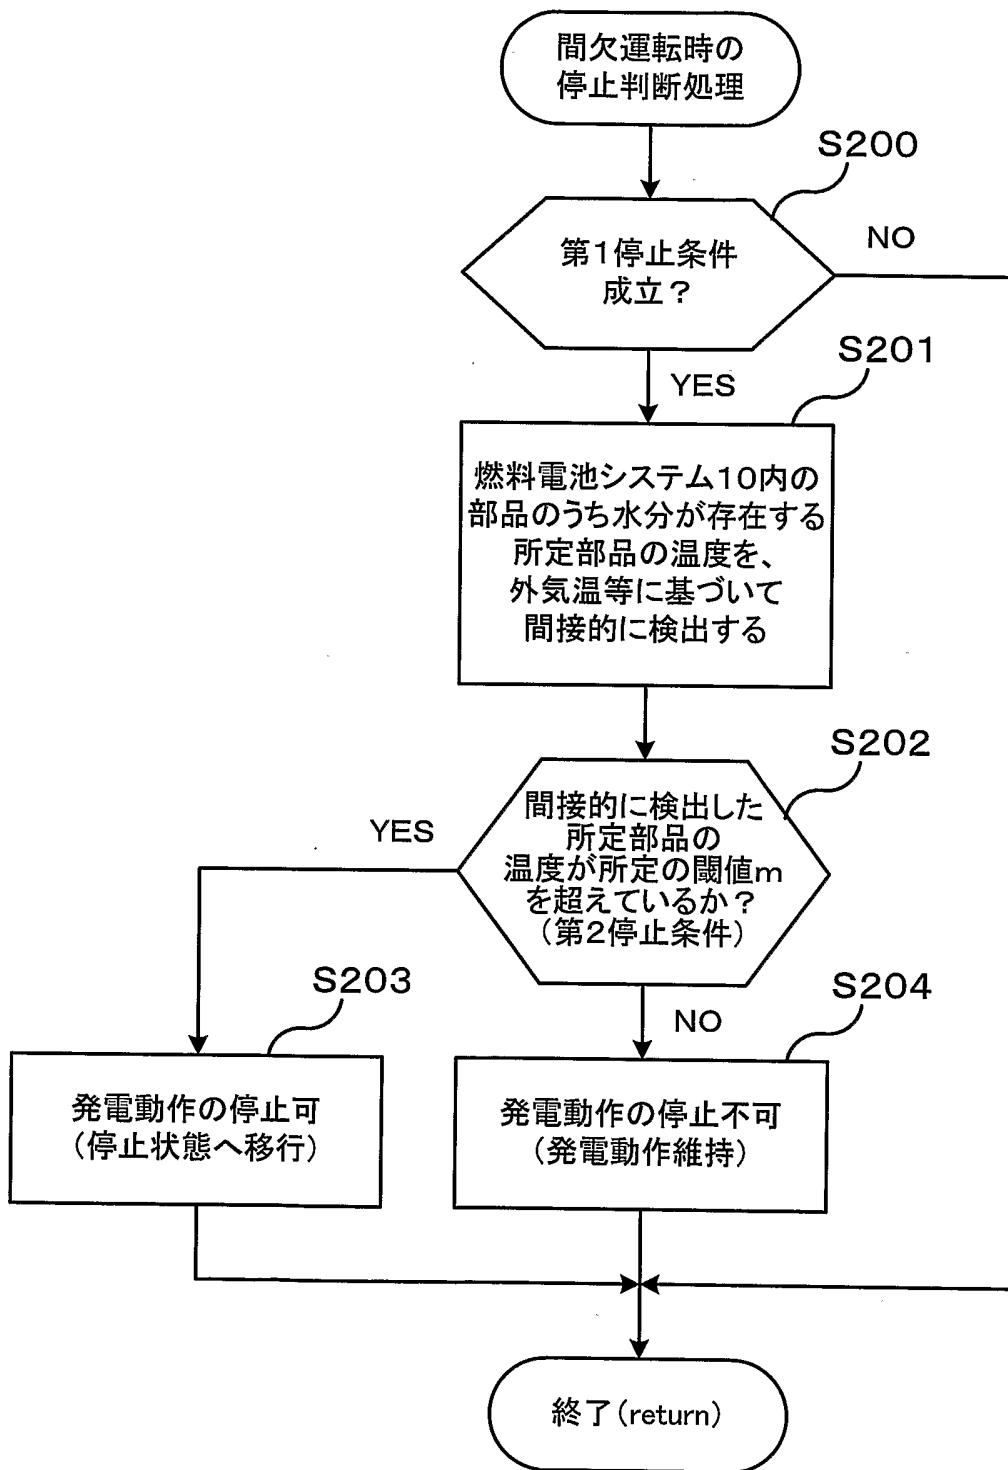 間欠運転時の
停止判断処理
S200
第1停止条件
成立?
NO
S201
YES
燃料電池システム10内の
部品のうち水分が存在する
所定部品の温度を、
外気温等に基づいて
間接的に検出する
S202
間接的に検出した
所定部品の
温度が所定の閾値m
を超えているか?
(第2停止条件)
YES
S203
NO
S204
発電動作の停止可
(停止状態へ移行)
発電動作の停止不可
(発電動作維持)
終了(return)